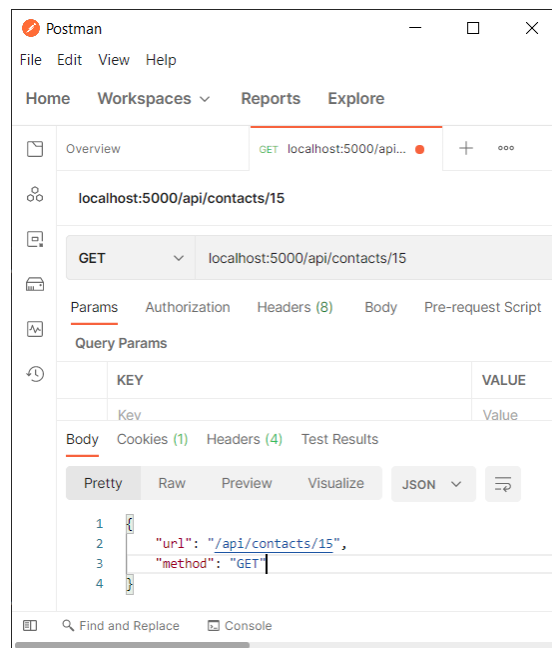 Postman
File Edit View Help
Home Workspaces Reports Explore
Overview GET localhost:5000/api...
localhost:5000/api/contacts/15
GET localhost:5000/api/contacts/15
Params Authorization Headers (8) Body Pre-request Script
Query Params
KEY VALUE
Key Value
Body Cookies (1) Headers (4) Test Results
Pretty Raw Preview Visualize JSON
1 {
2 "url": "/api/contacts/15",
3 "method": "GET"
4 }
Find and Replace Console